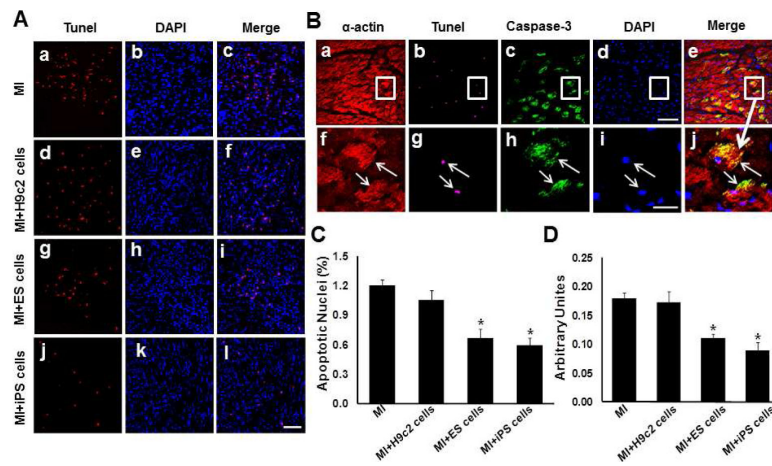 A
Tunel DAPI Merge
MI
a b c
MI+H9c2 cells
d e f
MI+ES cells
g h i
MI+iPS cells
j k l
B
α-actin Tunel Caspase-3 DAPI Merge
a b c d e
f g h i j
C
Apoptotic Nuclei (%)
1.5
1.2
0.9
0.6
0.3
0.0
* *
MI MI+H9c2 cells MI+ES cells MI+iPS cells
D
Arbitrary Unites
0.25
0.20
0.15
0.10
0.05
0.00
* *
MI MI+H9c2 cells MI+ES cells MI+iPS cells